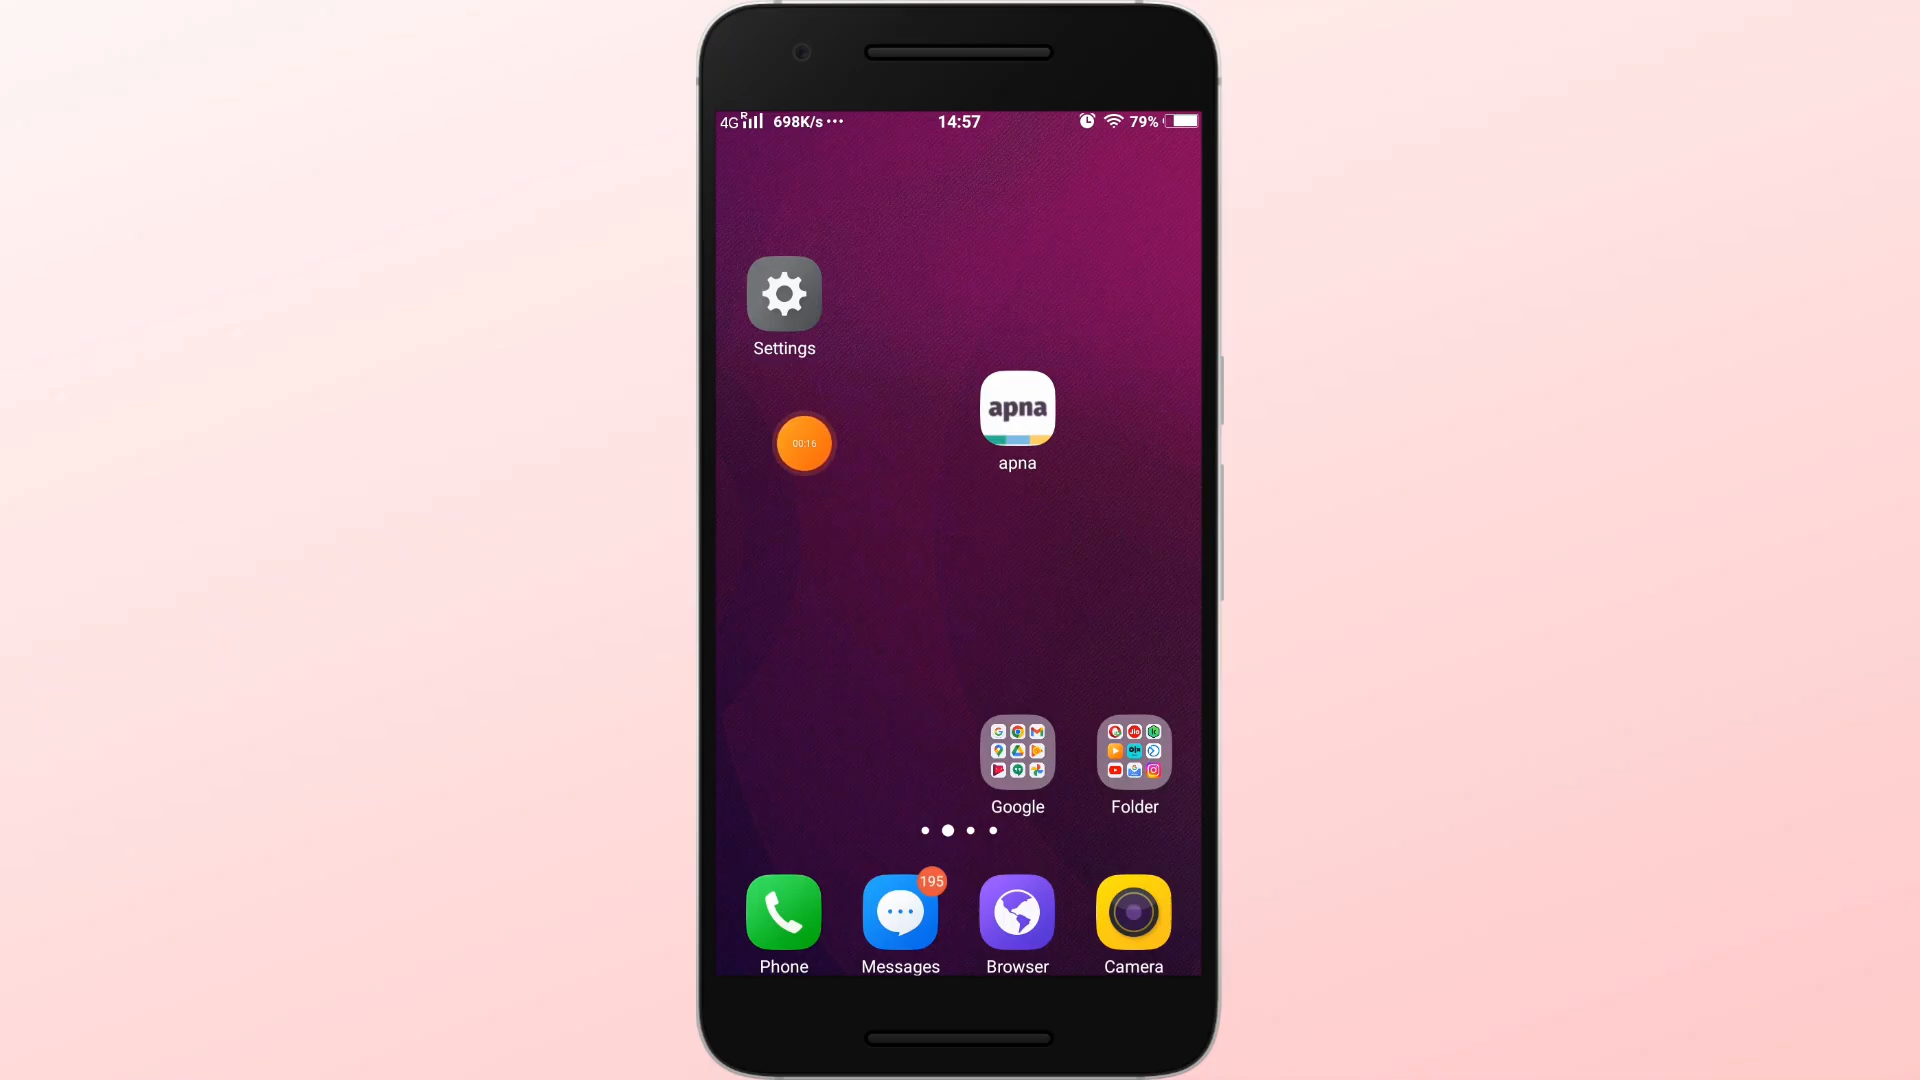 4G R 698K/s ... 14:57 79%
Settings
apna
apna
00:16
Google Folder
195
Phone Messages Browser Camera